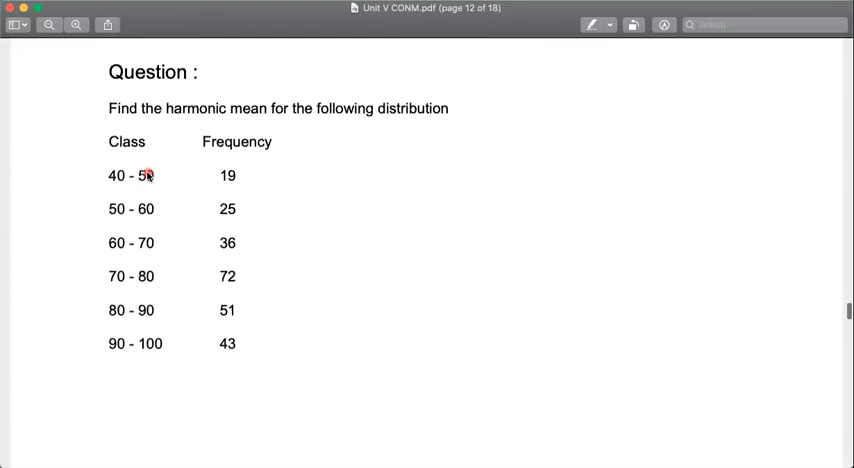 Unit V CONM.pdf (page 12 of 18)
Search
Question :
Find the harmonic mean for the following distribution
Class Frequency
40 - 50 19
50 - 60 25
60 - 70 36
70 - 80 72
80 - 90 51
90 - 100 43